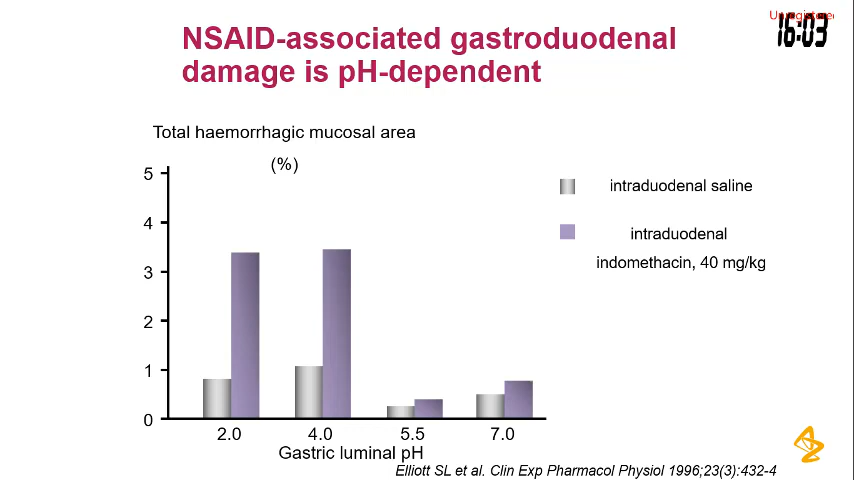 Unregistered
16:03
NSAID-associated gastroduodenal
damage is pH-dependent
Total haemorrhagic mucosal area
(%)
5
4
3
2
1
0
intraduodenal saline
intraduodenal
indomethacin, 40 mg/kg
2.0 4.0 5.5 7.0
Gastric luminal pH
Elliott SL et al. Clin Exp Pharmacol Physiol 1996;23(3):432-4